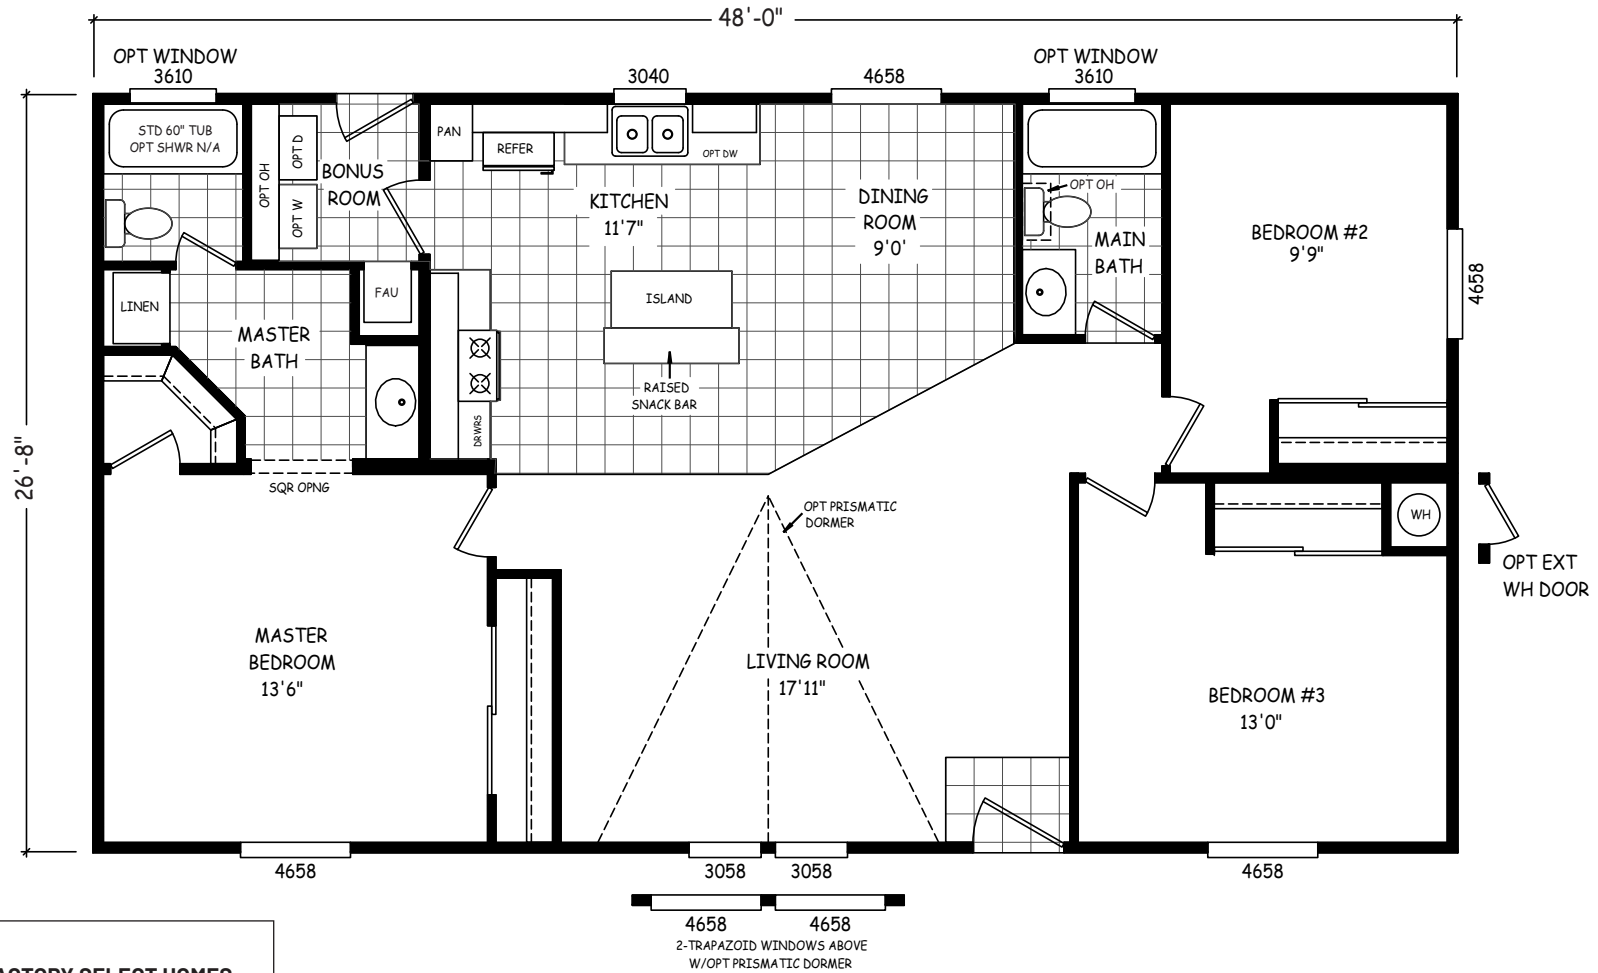 48'-0"
OPT WINDOW
3610
3040
4658
OPT WINDOW
3610
STD 60" TUB
OPT SHWR N/A
OPT OH
OPT D
OPT W
BONUS
ROOM
PAN
REFER
OPT DW
KITCHEN
11'7"
DINING
ROOM
9'0'
OPT OH
MAIN
BATH
BEDROOM #2
9'9"
4658
LINEN
FAU
MASTER
BATH
ISLAND
RAISED
SNACK BAR
DRWRS
26'-8"
SQR OPNG
OPT PRISMATIC
DORMER
WH
OPT EXT
WH DOOR
MASTER
BEDROOM
13'6"
LIVING ROOM
17'11"
BEDROOM #3
13'0"
4658
3058
3058
4658
4658
4658
2-TRAPAZOID WINDOWS ABOVE
W/OPT PRISMATIC DORMER